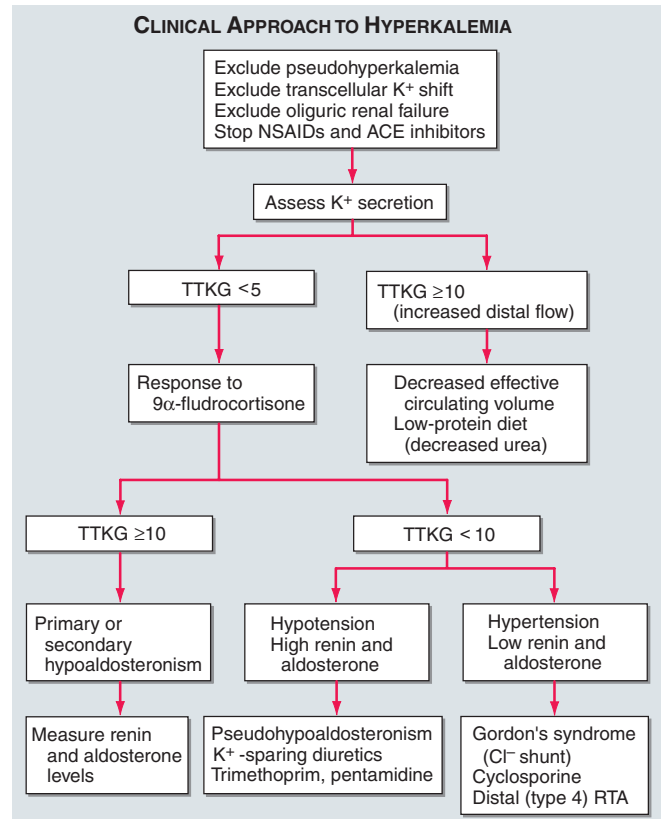 CLINICAL APPROACH TO HYPERKALEMIA
Exclude pseudohyperkalemia
Exclude transcellular K⁺ shift
Exclude oliguric renal failure
Stop NSAIDs and ACE inhibitors
Assess K⁺ secretion
TTKG <5
TTKG ≥10
(increased distal flow)
Response to
9α-fludrocortisone
Decreased effective
circulating volume
Low-protein diet
(decreased urea)
TTKG ≥10
TTKG <10
Primary or
secondary
hypoaldosteronism
Hypotension
High renin and
aldosterone
Hypertension
Low renin and
aldosterone
Measure renin
and aldosterone
levels
Pseudohypoaldosteronism
K⁺ -sparing diuretics
Trimethoprim, pentamidine
Gordon's syndrome
(Cl⁻ shunt)
Cyclosporine
Distal (type 4) RTA